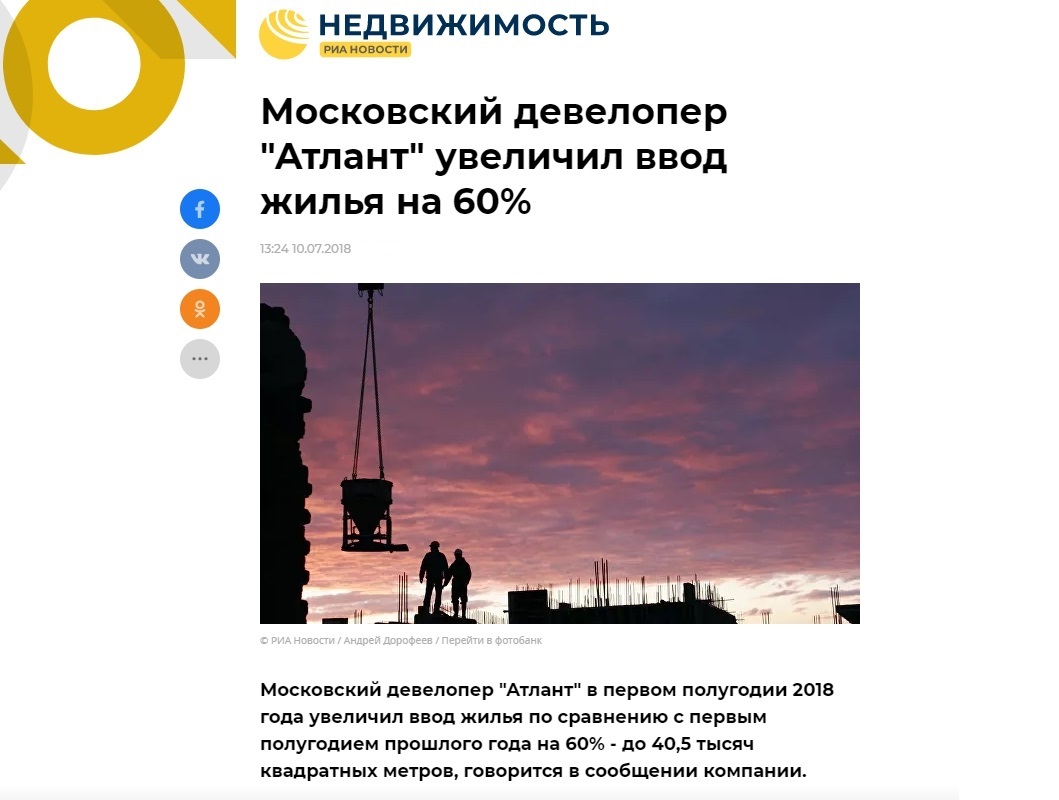 НЕДВИЖИМОСТЬ
РИА НОВОСТИ
Московский девелопер
"Атлант" увеличил ввод
жилья на 60%
13:24 10.07.2018
© РИА Новости / Андрей Дорофеев / Перейти в фотобанк
Московский девелопер "Атлант" в первом полугодии 2018
года увеличил ввод жилья по сравнению с первым
полугодием прошлого года на 60% - до 40,5 тысяч
квадратных метров, говорится в сообщении компании.